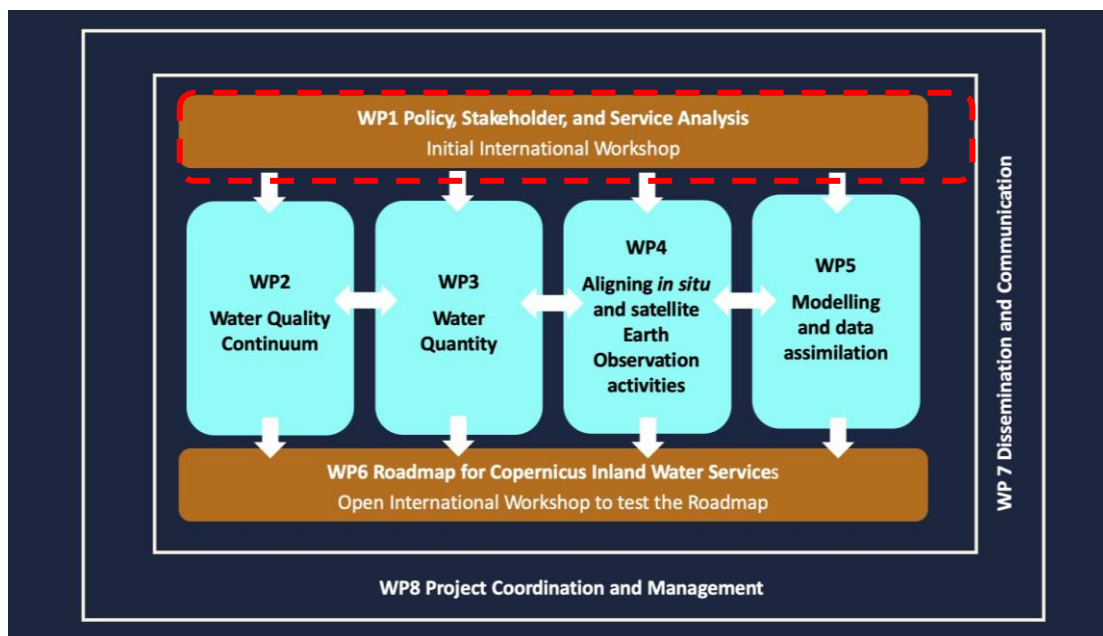 WP1 Policy, Stakeholder, and Service Analysis
Initial International Workshop
WP2
Water Quality
Continuum
WP3
Water
Quantity
WP4
Aligning in situ
and satellite
Earth
Observation
activities
WP5
Modelling
and data
assimilation
WP6 Roadmap for Copernicus Inland Water Services
Open International Workshop to test the Roadmap
WP 7 Dissemination and Communication
WP8 Project Coordination and Management